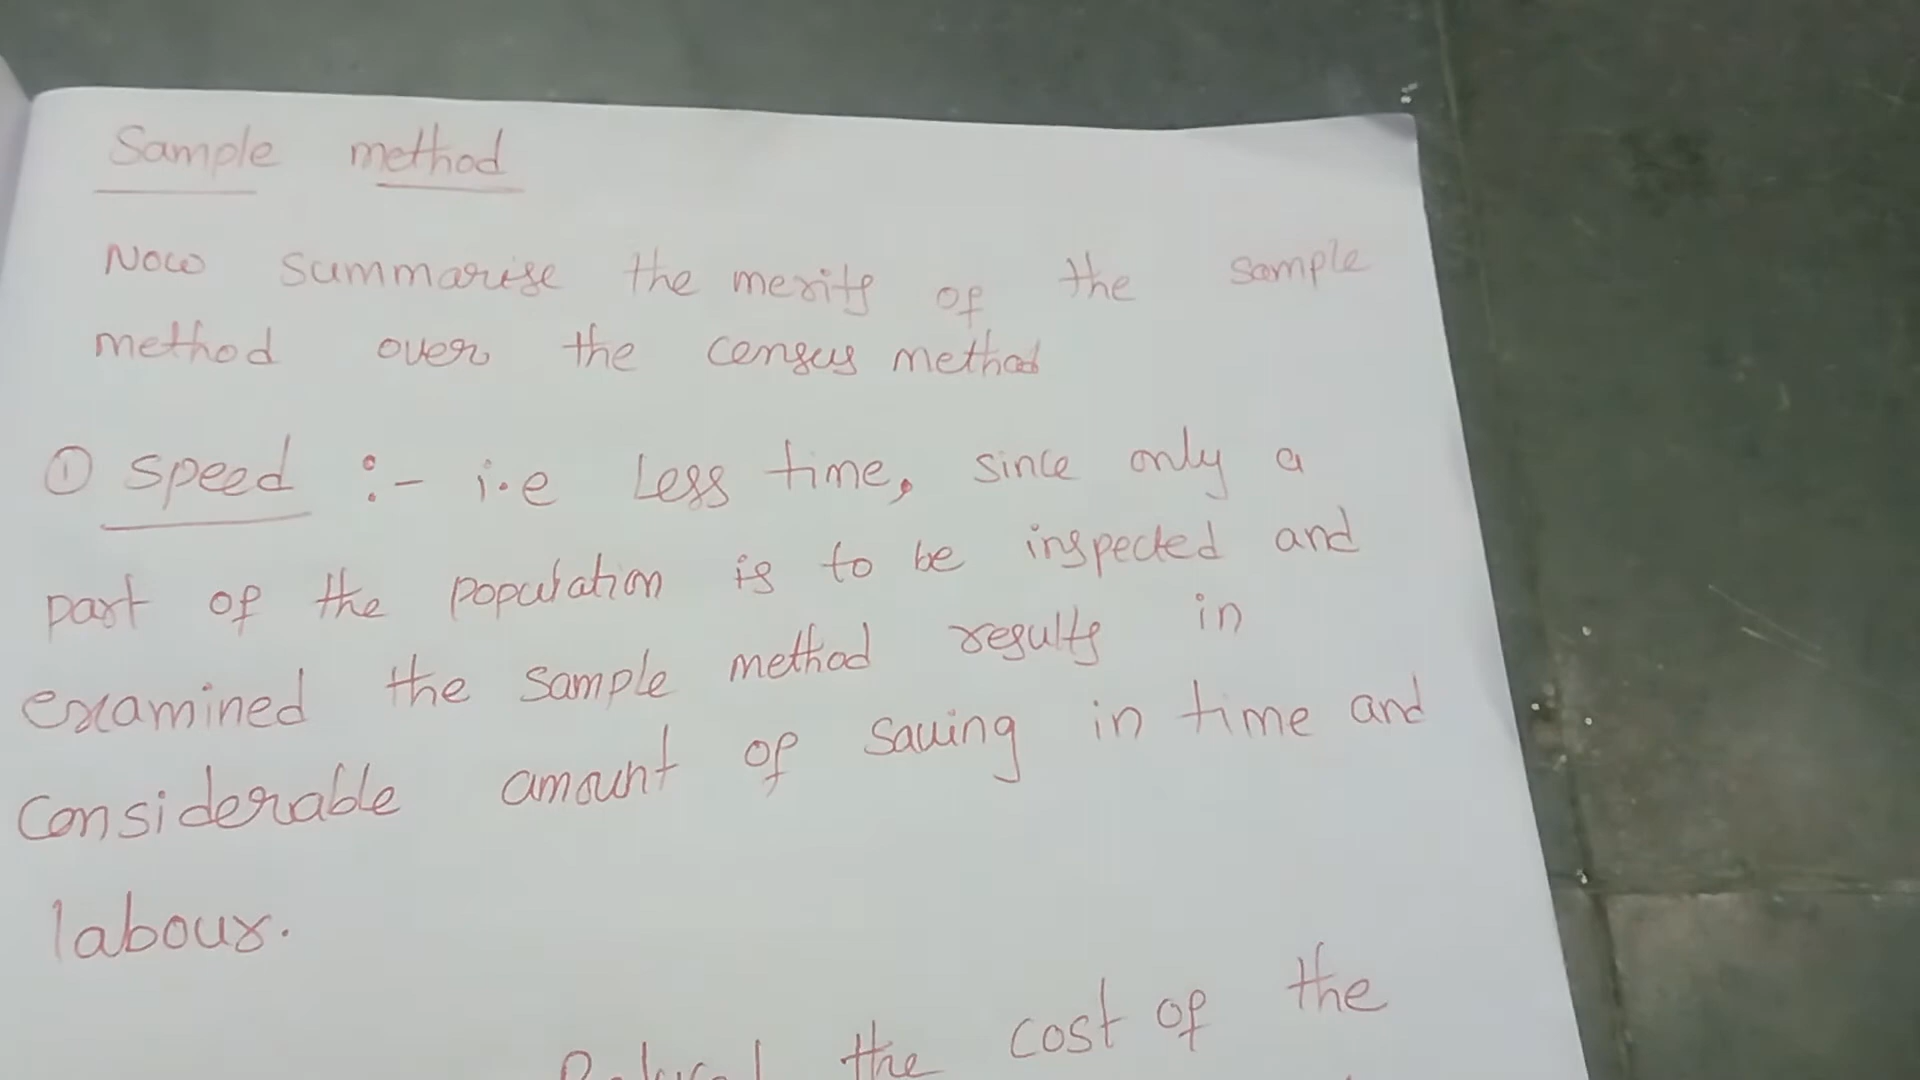 Sample method
Now summarise the merits of the sample
method over the census method
① Speed :- i.e Less time, since only a
part of the population is to be inspected and
examined the sample method results in
considerable amount of saving in time and
labour.
the cost of the